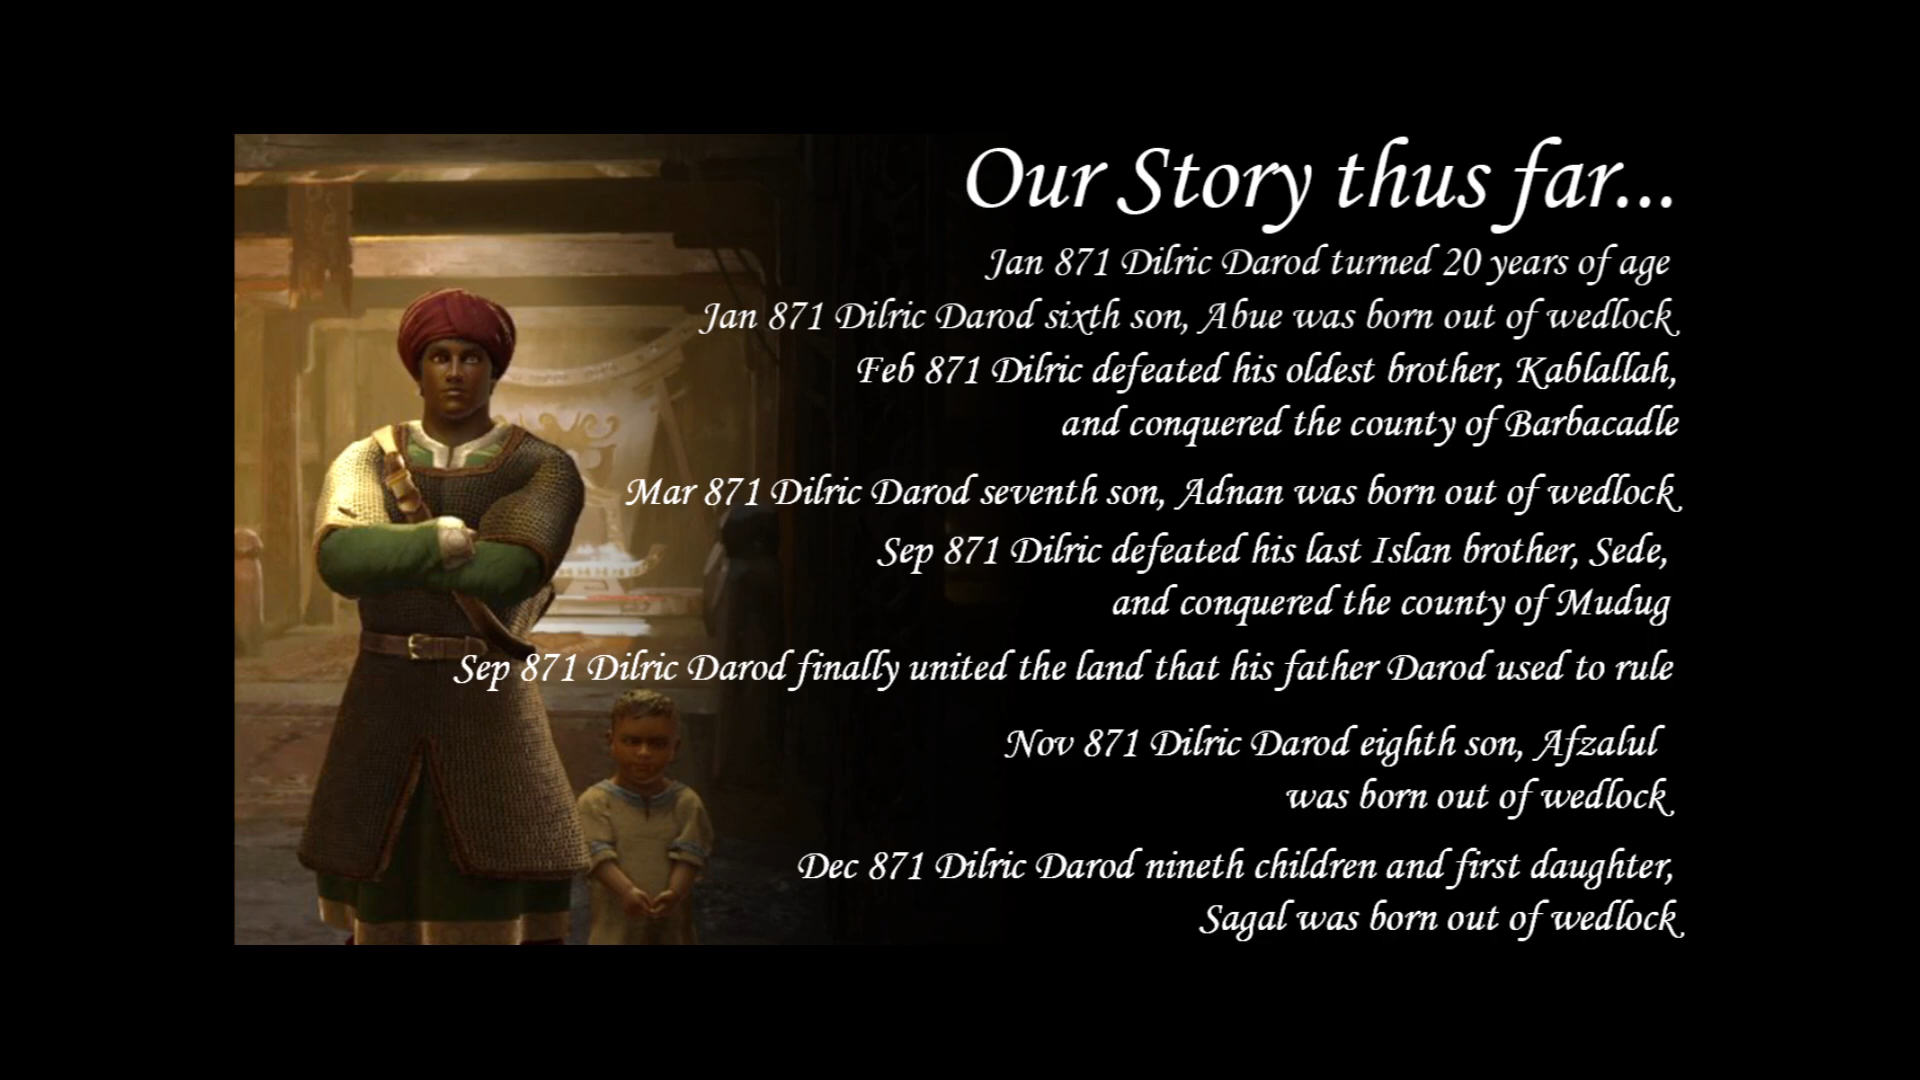 Our Story thus far...
Jan 871 Dilric Darod turned 20 years of age
Jan 871 Dilric Darod sixth son, Abue was born out of wedlock
Feb 871 Dilric defeated his oldest brother, Kablallah,
and conquered the county of Barbacadle
Mar 871 Dilric Darod seventh son, Adnan was born out of wedlock
Sep 871 Dilric defeated his last Islan brother, Sede,
and conquered the county of Mudug
Sep 871 Dilric Darod finally united the land that his father Darod used to rule
Nov 871 Dilric Darod eighth son, Afzalul
was born out of wedlock
Dec 871 Dilric Darod nineth children and first daughter,
Sagal was born out of wedlock